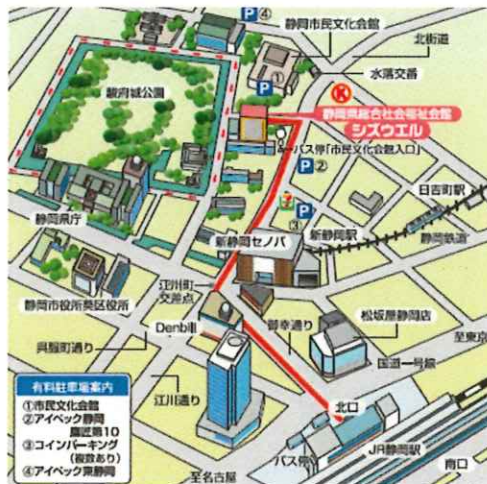 P④
静岡市民文化会館
北街道
①
水落交番
P
K
駿府城公園
静岡県総合社会福祉会館
シズウエル
バス停「市民文化会館入口」
P②
日吉町駅
7
P
③
静岡県庁
新静岡セノバ
新静岡駅
静岡鉄道
江川町
交差点
静岡市役所葵区役所
Denbill
御幸通り
松坂屋静岡店
呉服町通り
至東京
国道一号線
江川通り
有料駐車場案内
①市民文化会館
②アイペック静岡
鷹匠第10
③コインパーキング
(複数あり)
④アイペック東静岡
北口
バス停
JR静岡駅
南口
至名古屋